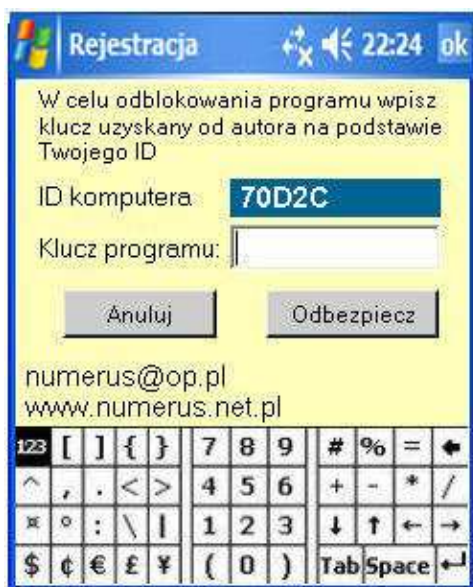 Rejestracja 22:24 ok
W celu odblokowania programu wpisz
klucz uzyskany od autora na podstawie
Twojego ID
ID komputera 70D2C
Klucz programu:
Anuluj Odbezpiecz
numerus@op.pl
www.numerus.net.pl
123 [ ] { } 7 8 9 # % = 🠈
^ , . < > 4 5 6 + - * /
¤ ° : \ | 1 2 3 ↓ ↑ ← →
$ ¢ € £ ¥ ( 0 ) Tab Space ↵